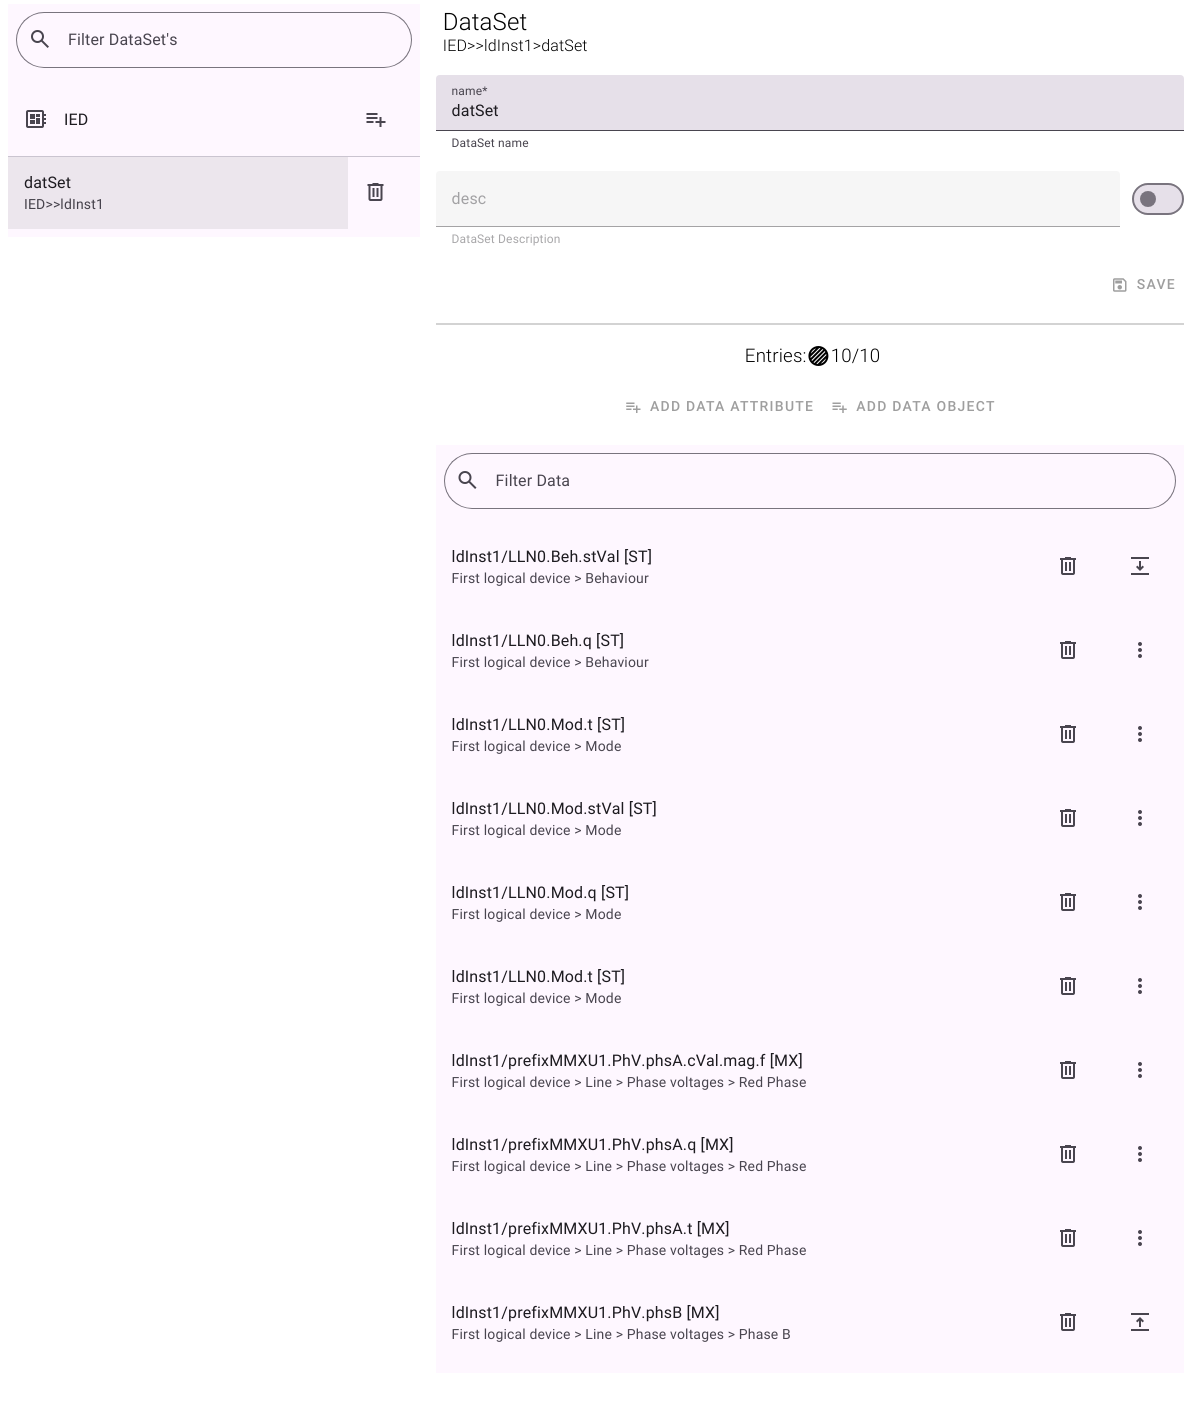 Filter DataSet's
IED
datSet
IED>>ldInst1
DataSet
IED>>ldInst1>datSet
name*
datSet
DataSet name
desc
DataSet Description
SAVE
Entries: 10/10
ADD DATA ATTRIBUTE ADD DATA OBJECT
Filter Data
ldInst1/LLN0.Beh.stVal [ST]
First logical device > Behaviour
ldInst1/LLN0.Beh.q [ST]
First logical device > Behaviour
ldInst1/LLN0.Mod.t [ST]
First logical device > Mode
ldInst1/LLN0.Mod.stVal [ST]
First logical device > Mode
ldInst1/LLN0.Mod.q [ST]
First logical device > Mode
ldInst1/LLN0.Mod.t [ST]
First logical device > Mode
ldInst1/prefixMMXU1.PhV.phsA.cVal.mag.f [MX]
First logical device > Line > Phase voltages > Red Phase
ldInst1/prefixMMXU1.PhV.phsA.q [MX]
First logical device > Line > Phase voltages > Red Phase
ldInst1/prefixMMXU1.PhV.phsA.t [MX]
First logical device > Line > Phase voltages > Red Phase
ldInst1/prefixMMXU1.PhV.phsB [MX]
First logical device > Line > Phase voltages > Phase B